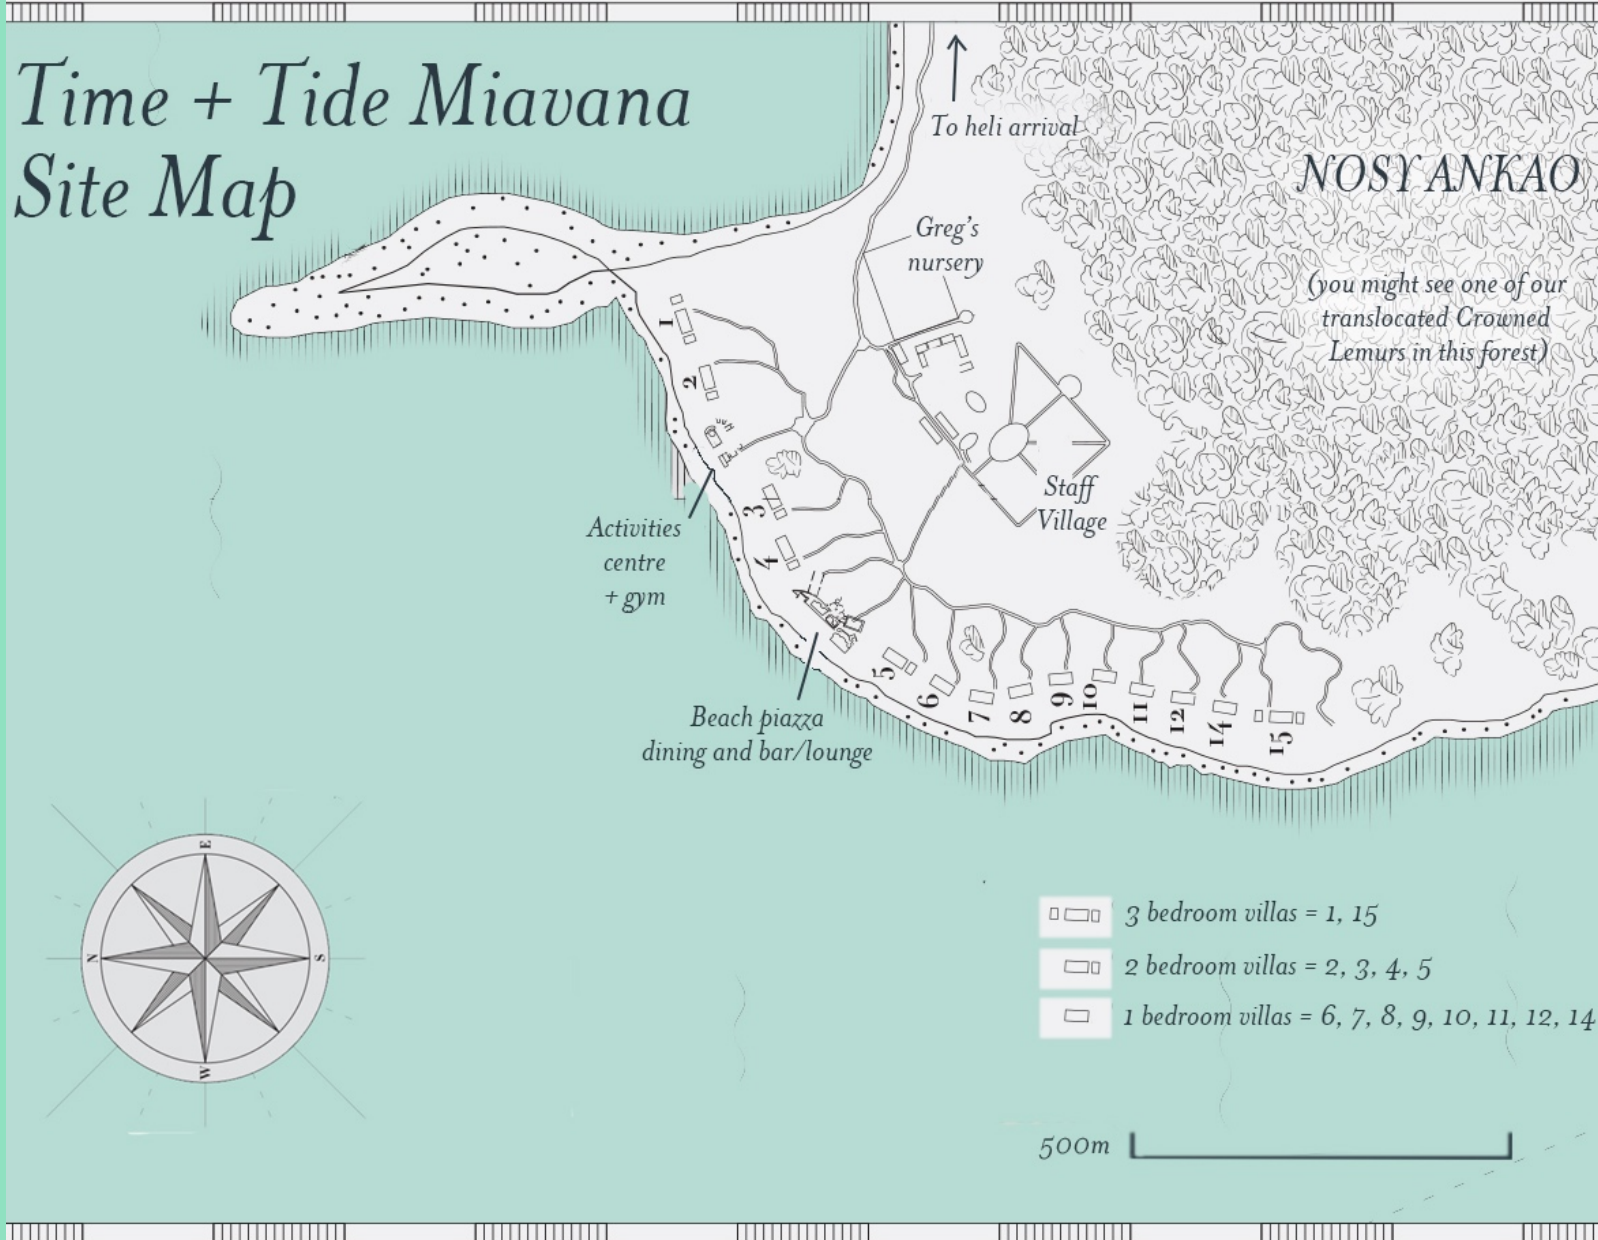 Time + Tide Miavana
Site Map
To heli arrival
NOSY ANKAO
Greg's
nursery
(you might see one of our
translocated Crowned
Lemurs in this forest)
1
2
Staff
Village
3
Activities
centre
+ gym
4
5
6
7
8
9
10
11
12
14
15
Beach piazza
dining and bar/lounge
E
N
S
W
3 bedroom villas = 1, 15
2 bedroom villas = 2, 3, 4, 5
1 bedroom villas = 6, 7, 8, 9, 10, 11, 12, 14
500m